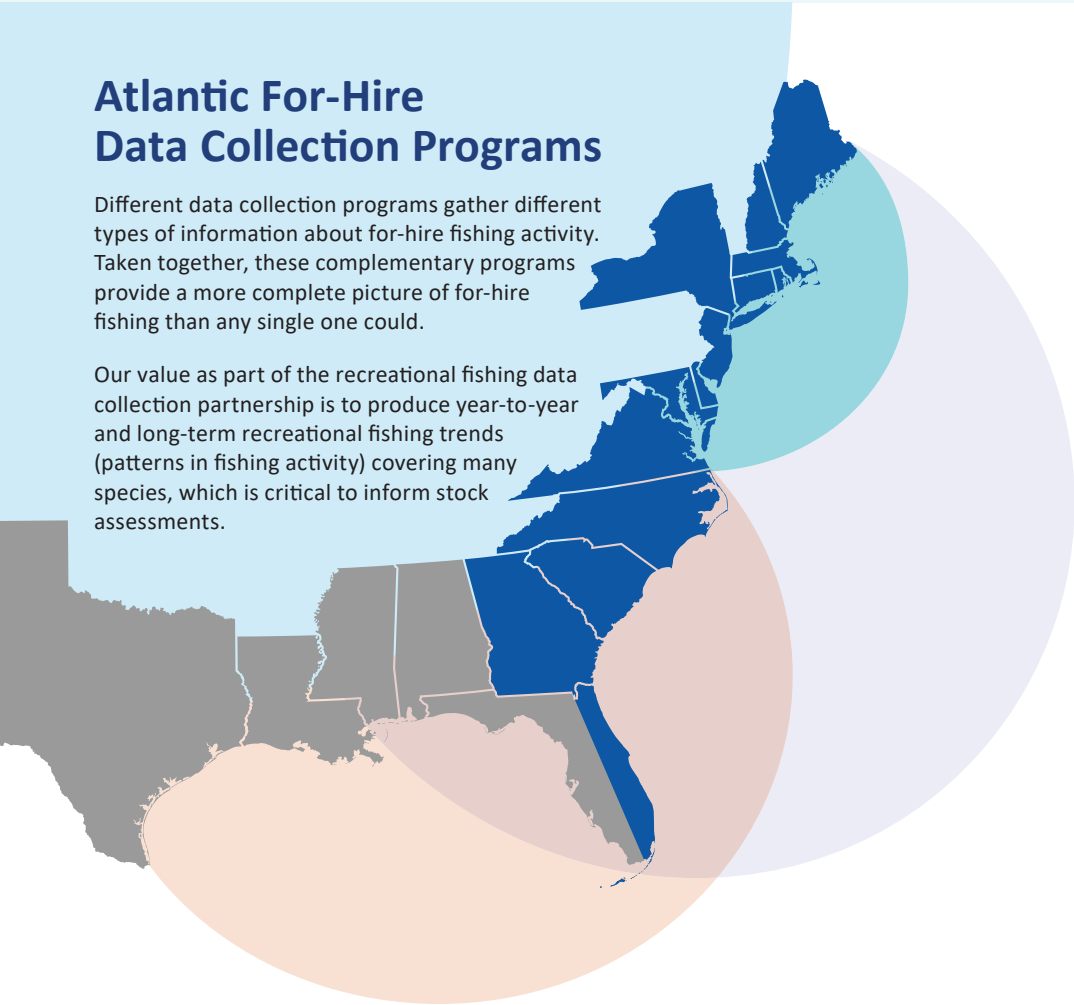 Atlantic For-Hire
Data Collection Programs
Different data collection programs gather different
types of information about for-hire fishing activity.
Taken together, these complementary programs
provide a more complete picture of for-hire
fishing than any single one could.
Our value as part of the recreational fishing data
collection partnership is to produce year-to-year
and long-term recreational fishing trends
(patterns in fishing activity) covering many
species, which is critical to inform stock
assessments.